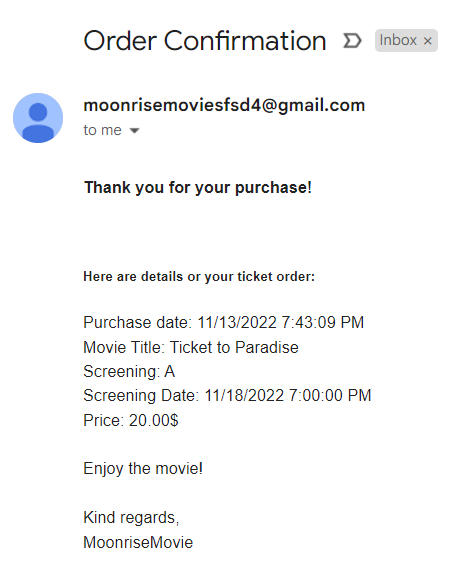 Order Confirmation
Inbox ×
moonrisemoviesfsd4@gmail.com
to me
Thank you for your purchase!
Here are details or your ticket order:
Purchase date: 11/13/2022 7:43:09 PM
Movie Title: Ticket to Paradise
Screening: A
Screening Date: 11/18/2022 7:00:00 PM
Price: 20.00$
Enjoy the movie!
Kind regards,
MoonriseMovie